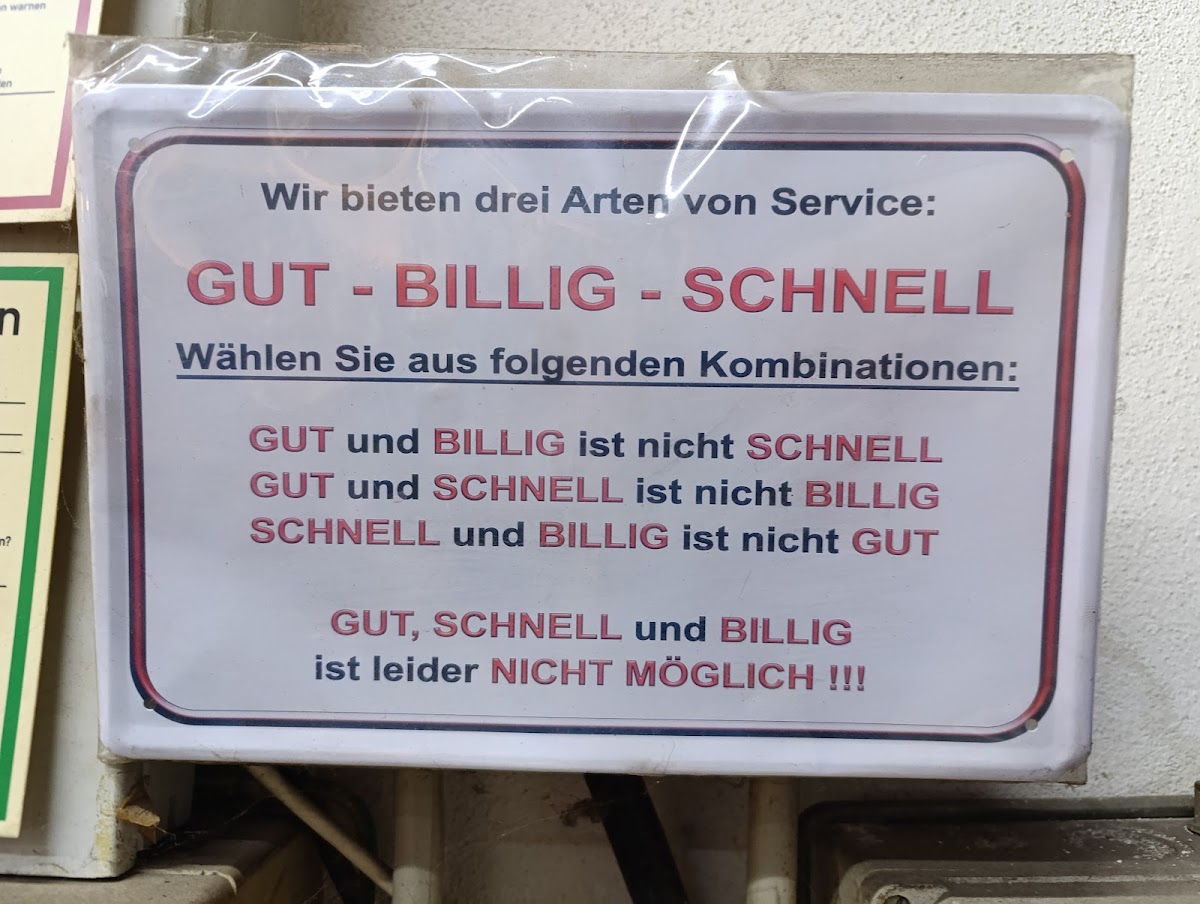 n warnen
Wir bieten drei Arten von Service:
GUT - BILLIG - SCHNELL
Wählen Sie aus folgenden Kombinationen:
GUT und BILLIG ist nicht SCHNELL
GUT und SCHNELL ist nicht BILLIG
SCHNELL und BILLIG ist nicht GUT
GUT, SCHNELL und BILLIG
ist leider NICHT MÖGLICH !!!